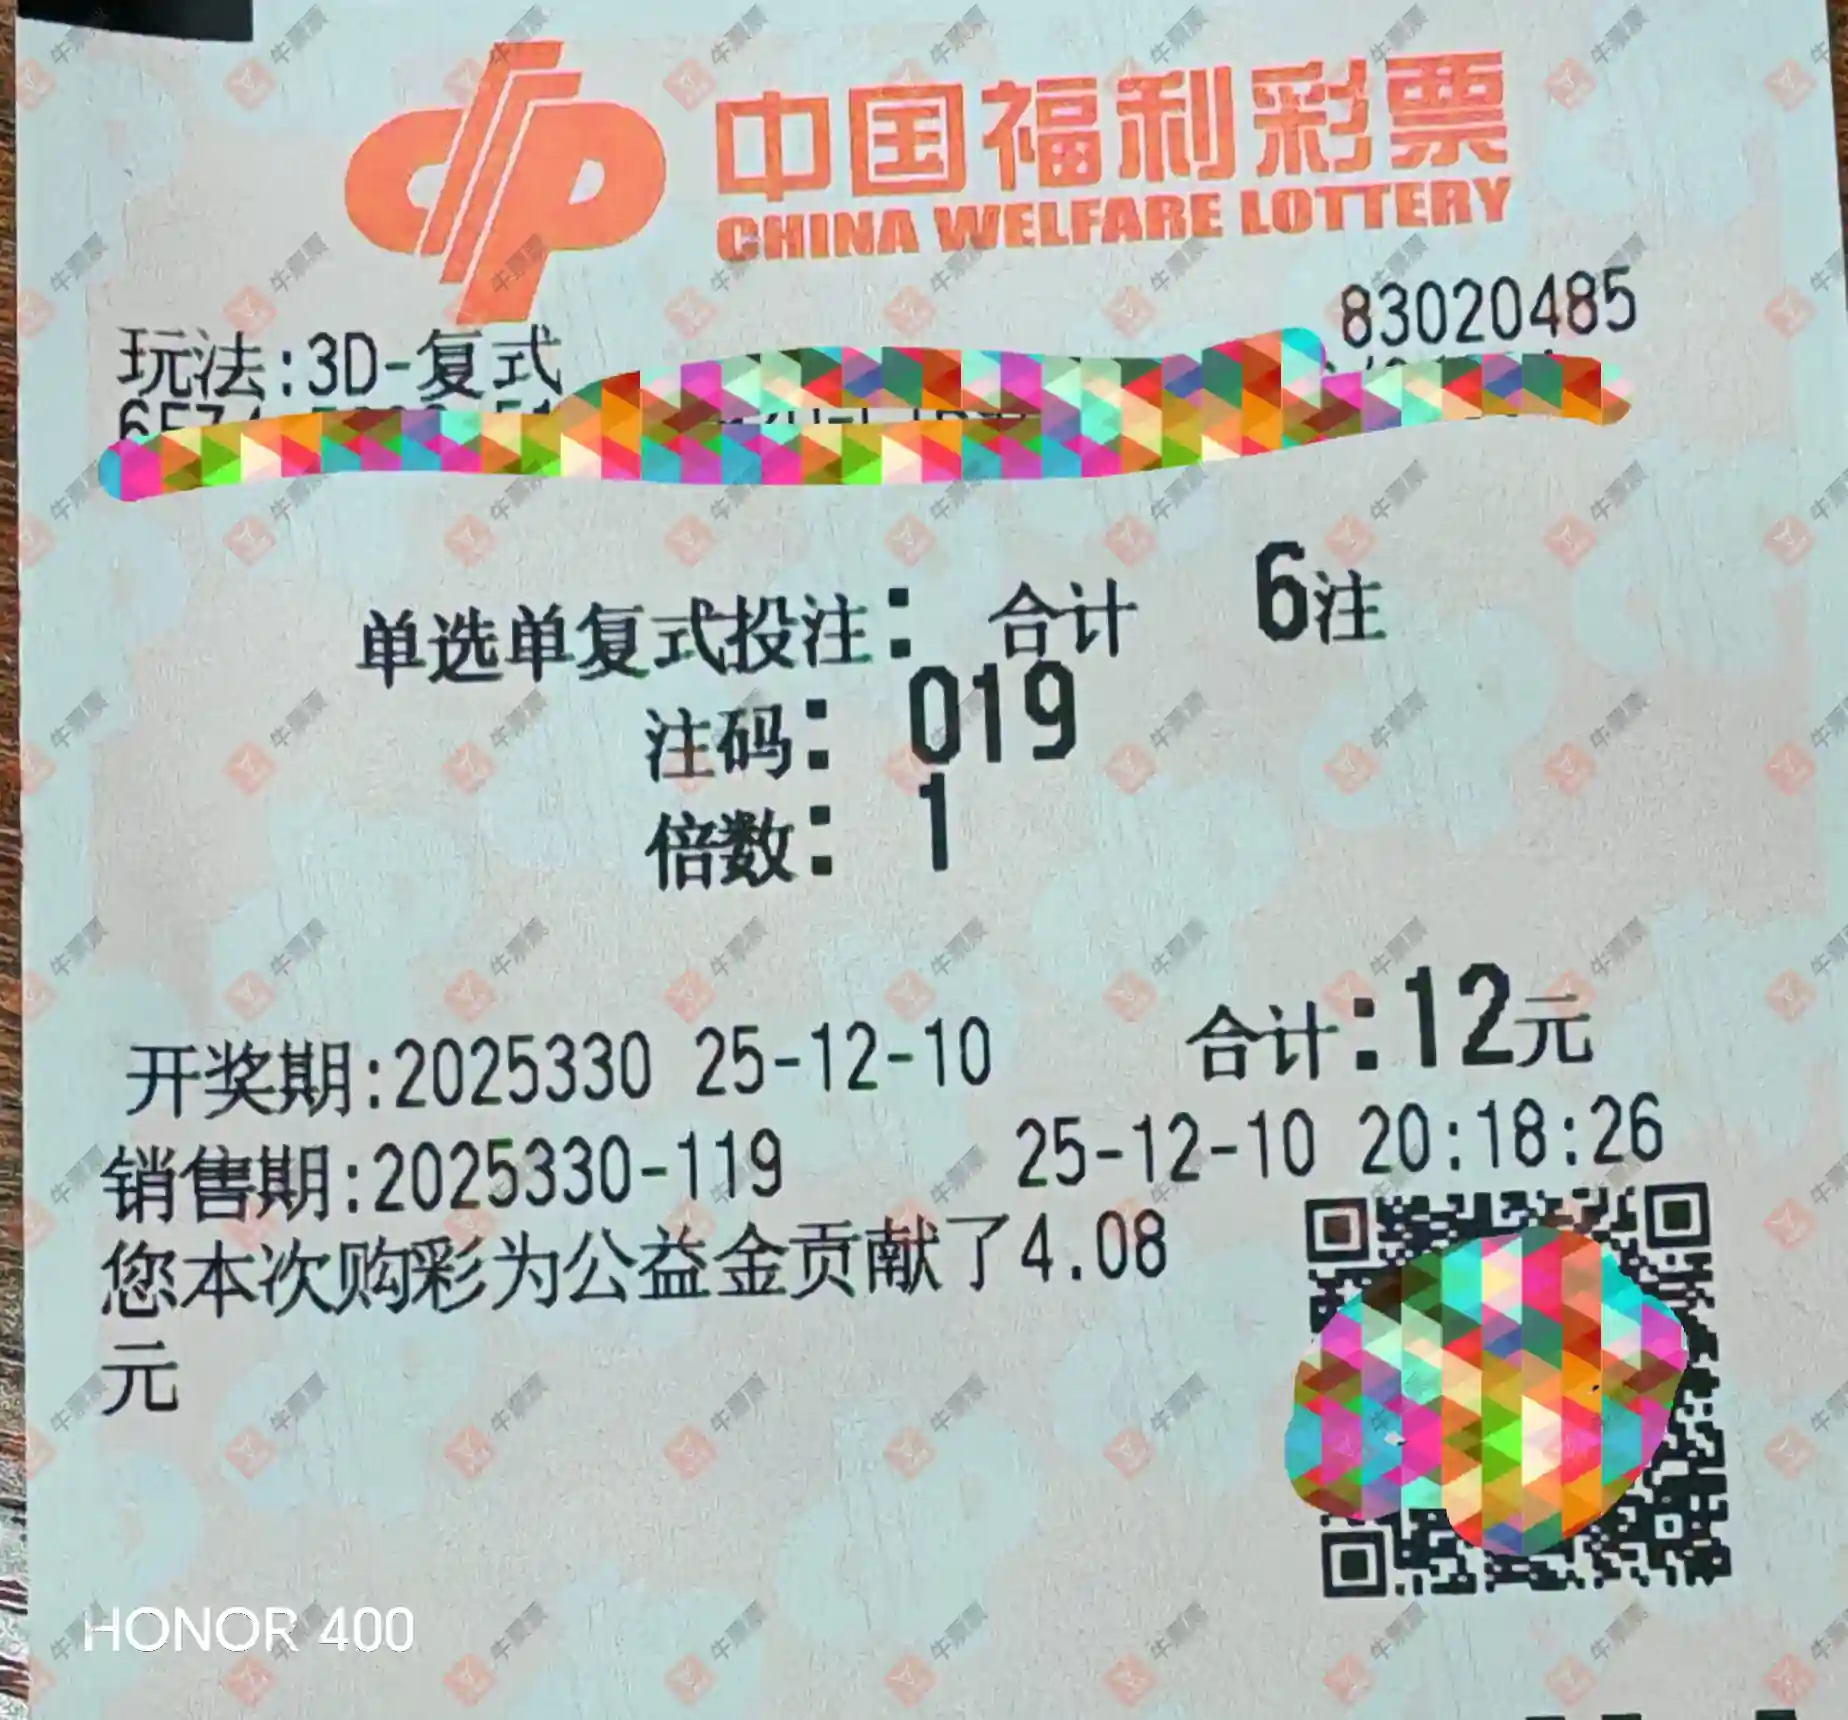 中国福利彩票
CHINA WELFARE LOTTERY
83020485
玩法:3D-复式
单选单复式投注: 合计 6注
注码: 019
倍数: 1
开奖期:2025330 25-12-10 合计:12元
销售期:2025330-119 25-12-10 20:18:26
您本次购彩为公益金贡献了4.08
元
HONOR 400